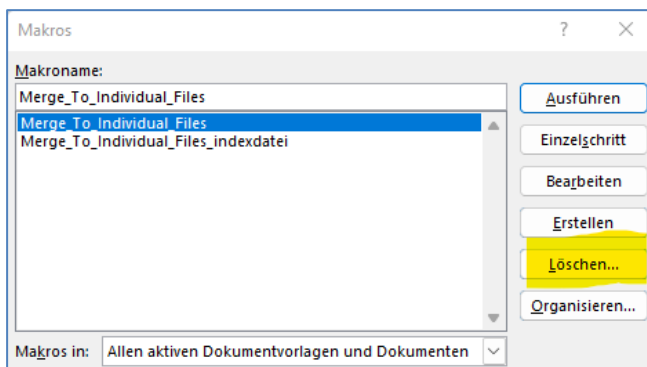 Makros
Makroname:
Merge_To_Individual_Files
Ausführen
Merge_To_Individual_Files
Merge_To_Individual_Files_indexdatei
Einzelschritt
Bearbeiten
Erstellen
Löschen...
Organisieren...
Makros in: Allen aktiven Dokumentvorlagen und Dokumenten